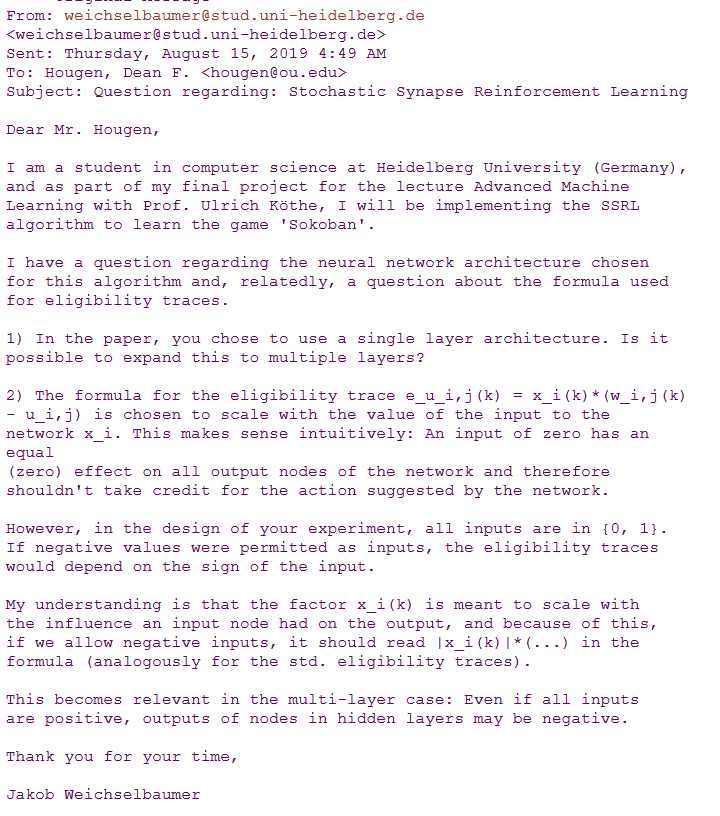 From: weichselbaumer@stud.uni-heidelberg.de
<weichselbaumer@stud.uni-heidelberg.de>
Sent: Thursday, August 15, 2019 4:49 AM
To: Hougen, Dean F. <hougen@ou.edu>
Subject: Question regarding: Stochastic Synapse Reinforcement Learning
Dear Mr. Hougen,
I am a student in computer science at Heidelberg University (Germany),
and as part of my final project for the lecture Advanced Machine
Learning with Prof. Ulrich Köthe, I will be implementing the SSRL
algorithm to learn the game 'Sokoban'.
I have a question regarding the neural network architecture chosen
for this algorithm and, relatedly, a question about the formula used
for eligibility traces.
1) In the paper, you chose to use a single layer architecture. Is it
possible to expand this to multiple layers?
2) The formula for the eligibility trace e_u_i,j(k) = x_i(k)*(w_i,j(k)
- u_i,j) is chosen to scale with the value of the input to the
network x_i. This makes sense intuitively: An input of zero has an
equal
(zero) effect on all output nodes of the network and therefore
shouldn't take credit for the action suggested by the network.
However, in the design of your experiment, all inputs are in {0, 1}.
If negative values were permitted as inputs, the eligibility traces
would depend on the sign of the input.
My understanding is that the factor x_i(k) is meant to scale with
the influence an input node had on the output, and because of this,
if we allow negative inputs, it should read |x_i(k)|*(...) in the
formula (analogously for the std. eligibility traces).
This becomes relevant in the multi-layer case: Even if all inputs
are positive, outputs of nodes in hidden layers may be negative.
Thank you for your time,
Jakob Weichselbaumer